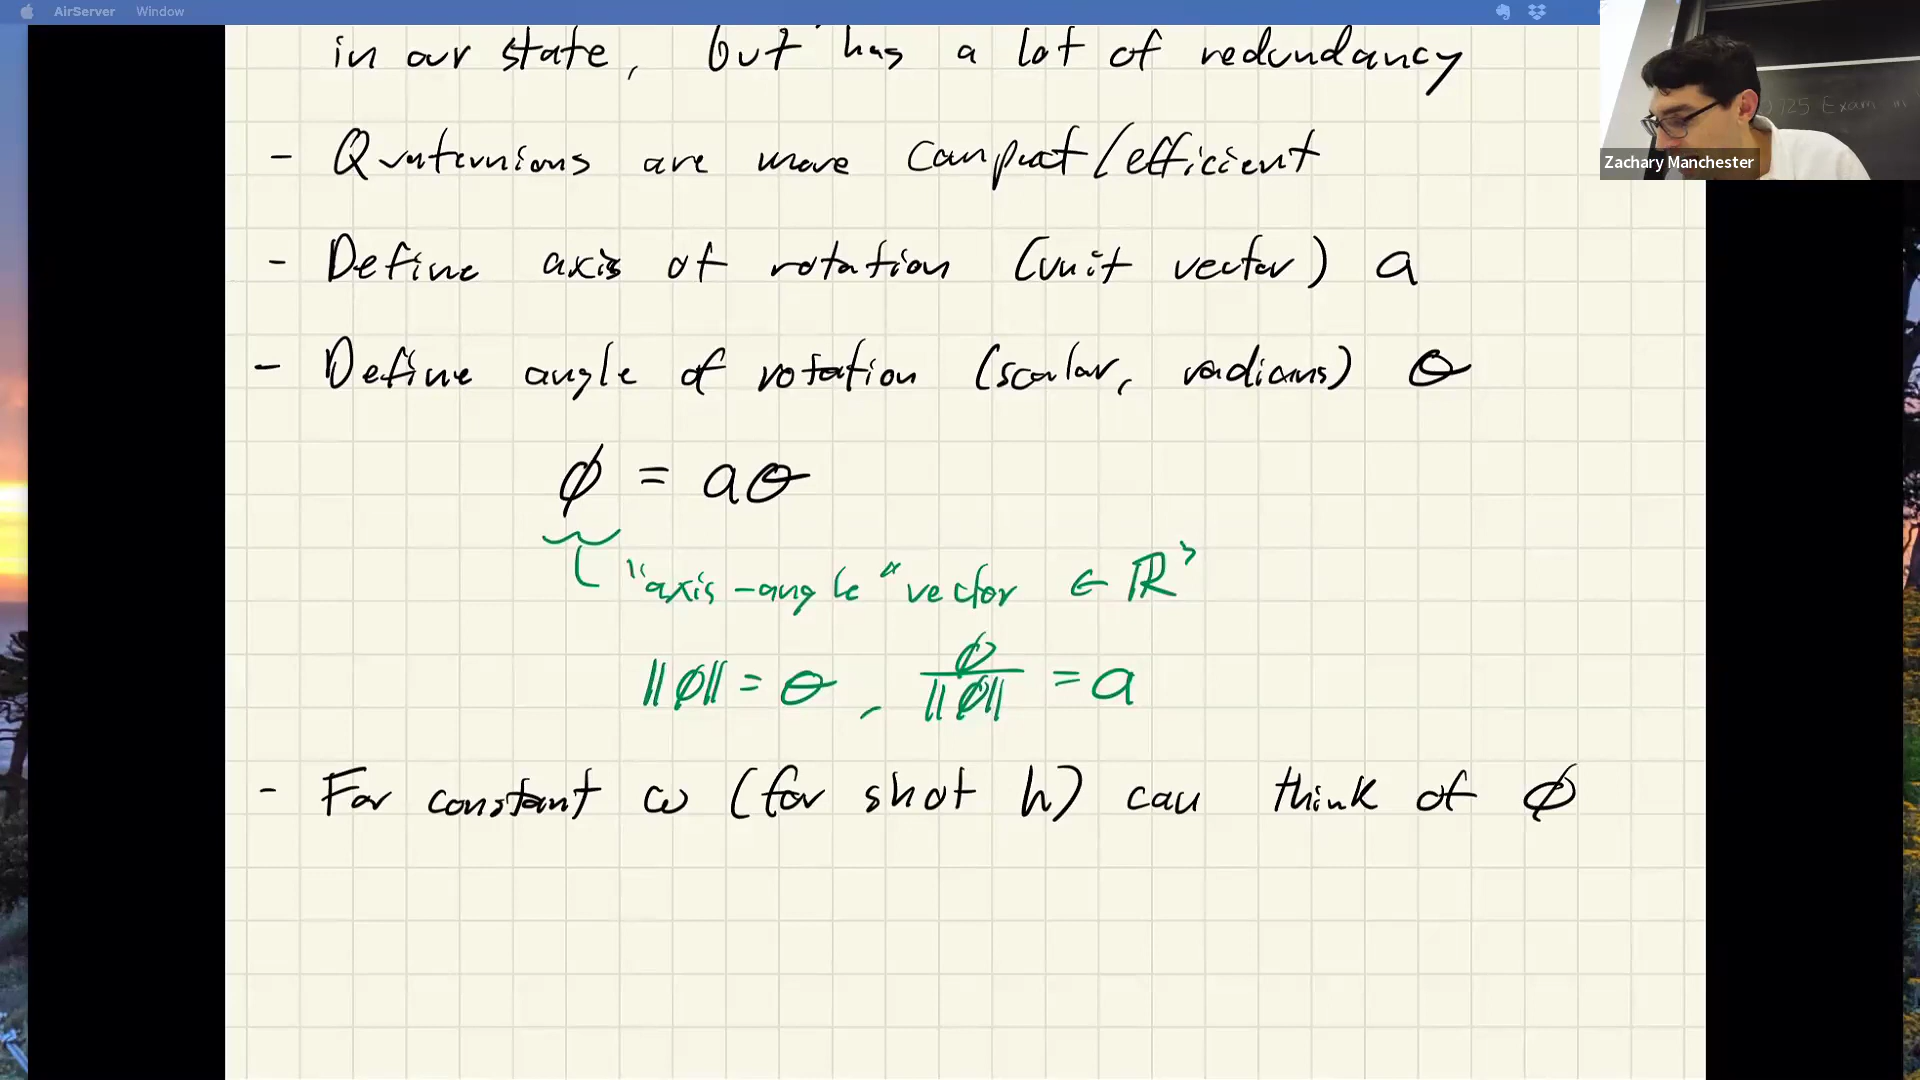 AirServer Window
in our state, but has a lot of redundancy
Zachary Manchester
- Quaternions are more compact/efficient
- Define axis of rotation (unit vector) a
- Define angle of rotation (scalar, radians) θ
ϕ = aθ
"axis-angle" vector ∈ ℝ³
||ϕ|| = θ, ϕ/||ϕ|| = a
- For constant ω (for shot h) can think of ϕ